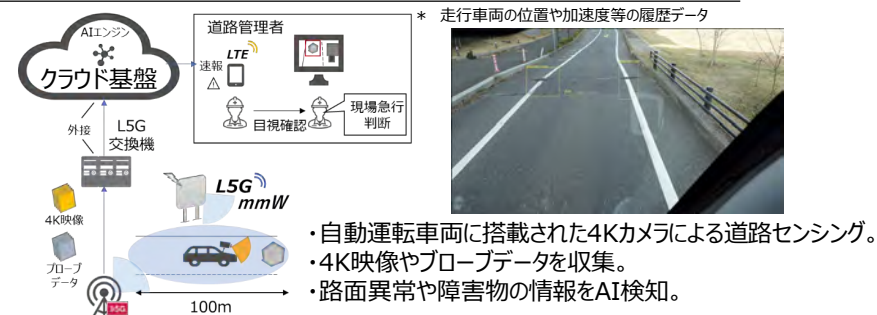 * 走行車両の位置や加速度等の履歴データ
AIエンジン
クラウド基盤
道路管理者
LTE
速報
目視確認
現場急行
判断
外接
L5G
交換機
L5G
mmW
4K映像
プローブ
データ
100m
・自動運転車両に搭載された4Kカメラによる道路センシング。
・4K映像やプローブデータを収集。
・路面異常や障害物の情報をAI検知。